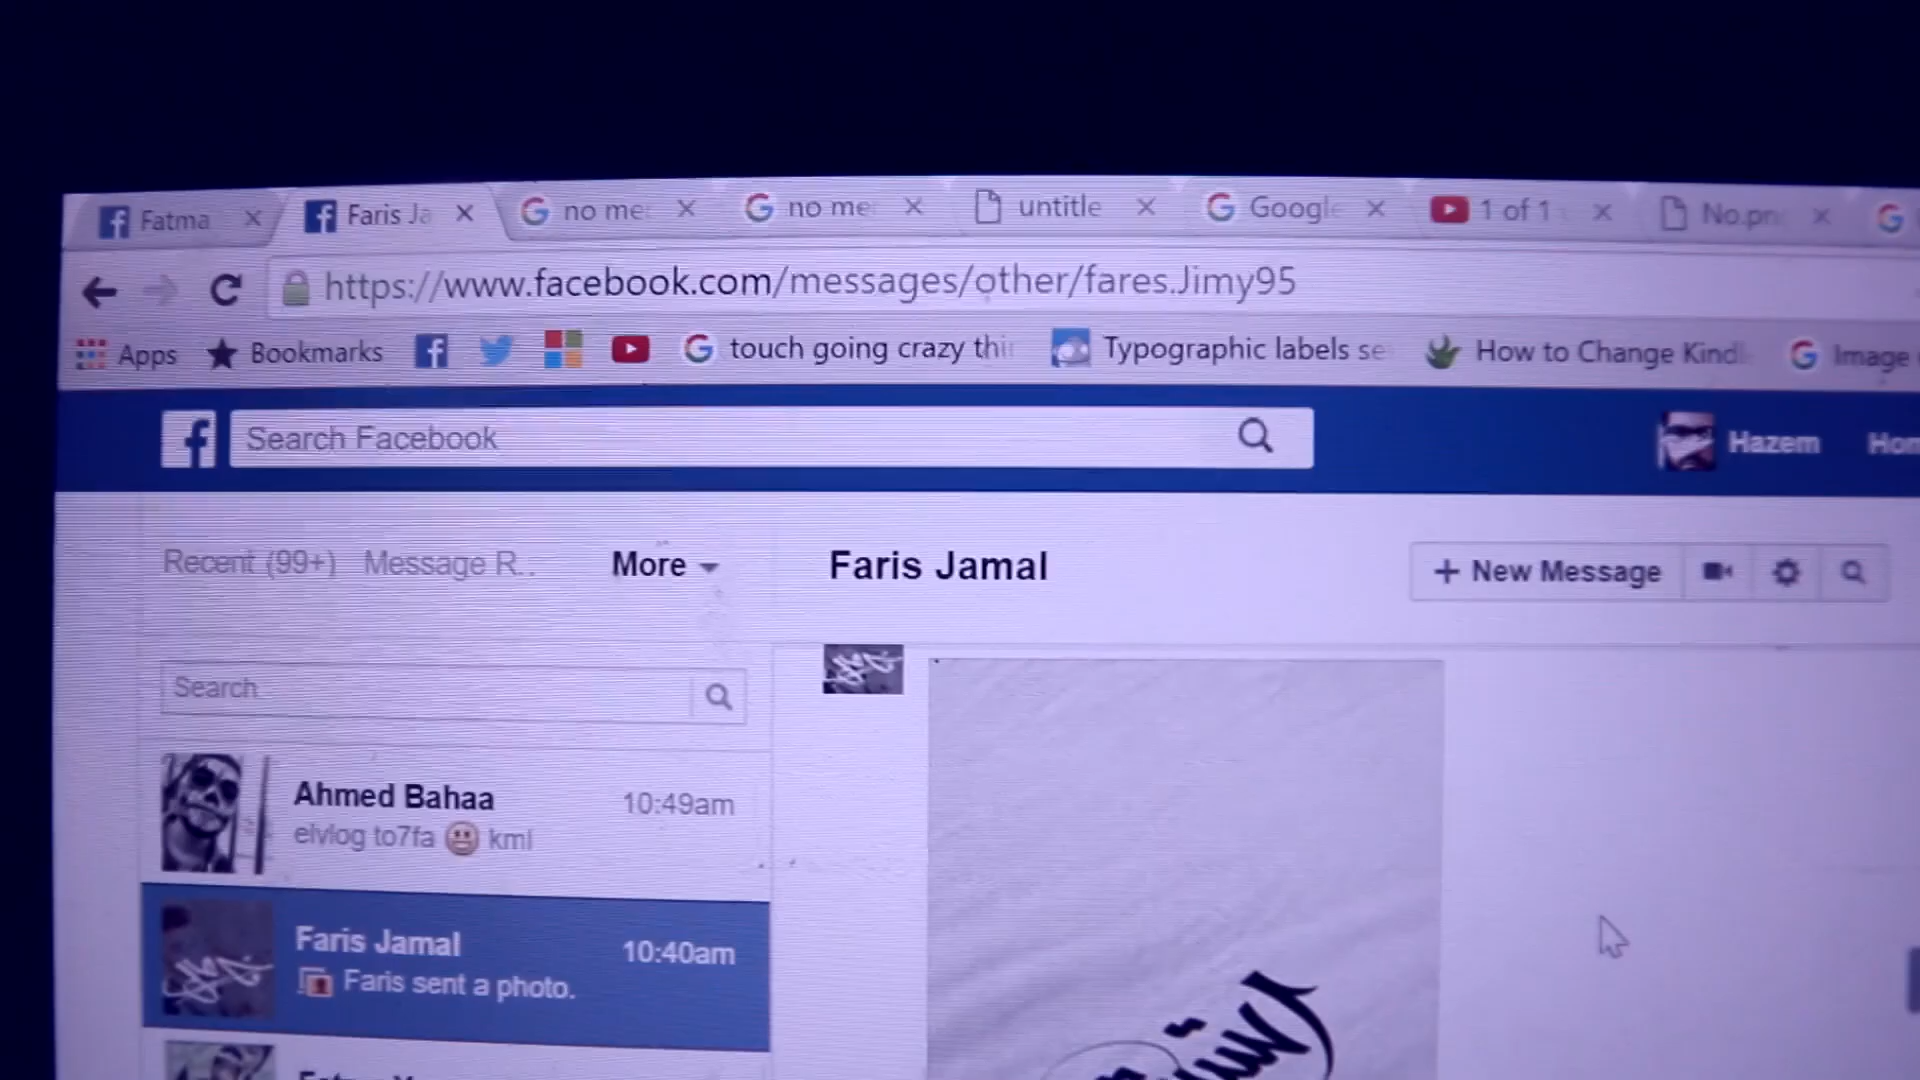 Fatma
Faris Ja
no me
no me
untitle
Google
1 of 1
No.pn
https://www.facebook.com/messages/other/fares.Jimy95
Apps
Bookmarks
touch going crazy thi
Typographic labels se
How to Change Kindl
Image
Search Facebook
Hazem
Hom
Recent (99+)
Message R..
More
Faris Jamal
+ New Message
Search
Ahmed Bahaa
10:49am
elvlog to7fa 😃 kml
Faris Jamal
10:40am
Faris sent a photo.